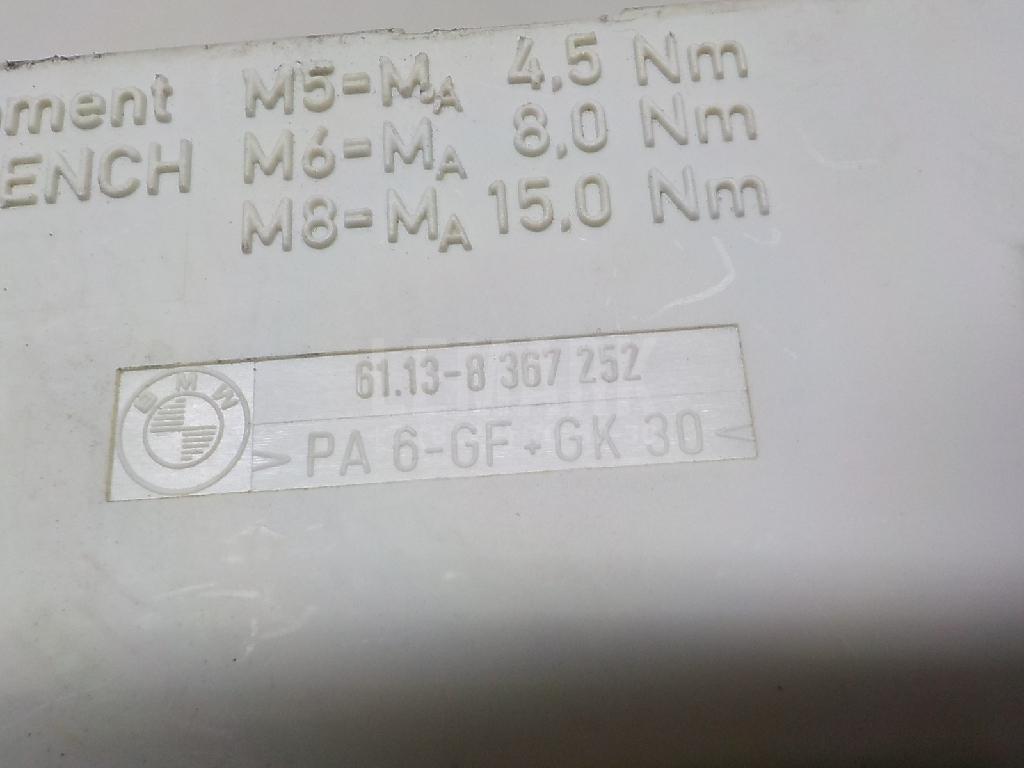 oment M5=MA 4,5 Nm
ENCH M6=MA 8,0 Nm
M8=MA 15,0 Nm
BMW
61.13-8 367 252
>PA 6-GF+GK 30<